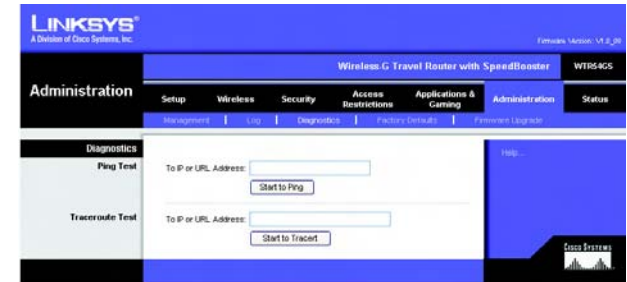 LINKSYS®
A Division of Cisco Systems, Inc.
Firmware Version: V1.0_00
Wireless-G Travel Router with SpeedBooster WTR54GS
Administration
Setup Wireless Security Access Restrictions Applications & Gaming Administration Status
Management | Log | Diagnostics | Factory Defaults | Firmware Upgrade
Diagnostics
Help...
Ping Test To IP or URL Address:
Start to Ping
Traceroute Test To IP or URL Address:
Start to Tracert
CISCO SYSTEMS